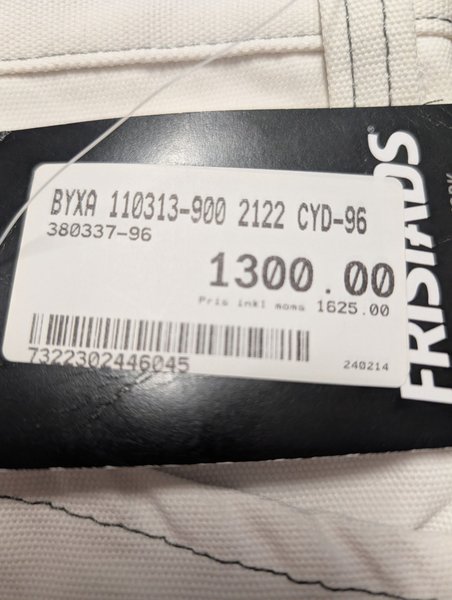 BYXA 110313-900 2122 CYD-96
380337-96
1300.00
Pris inkl moms 1625.00
7322302446045
240214
FRISTADS®